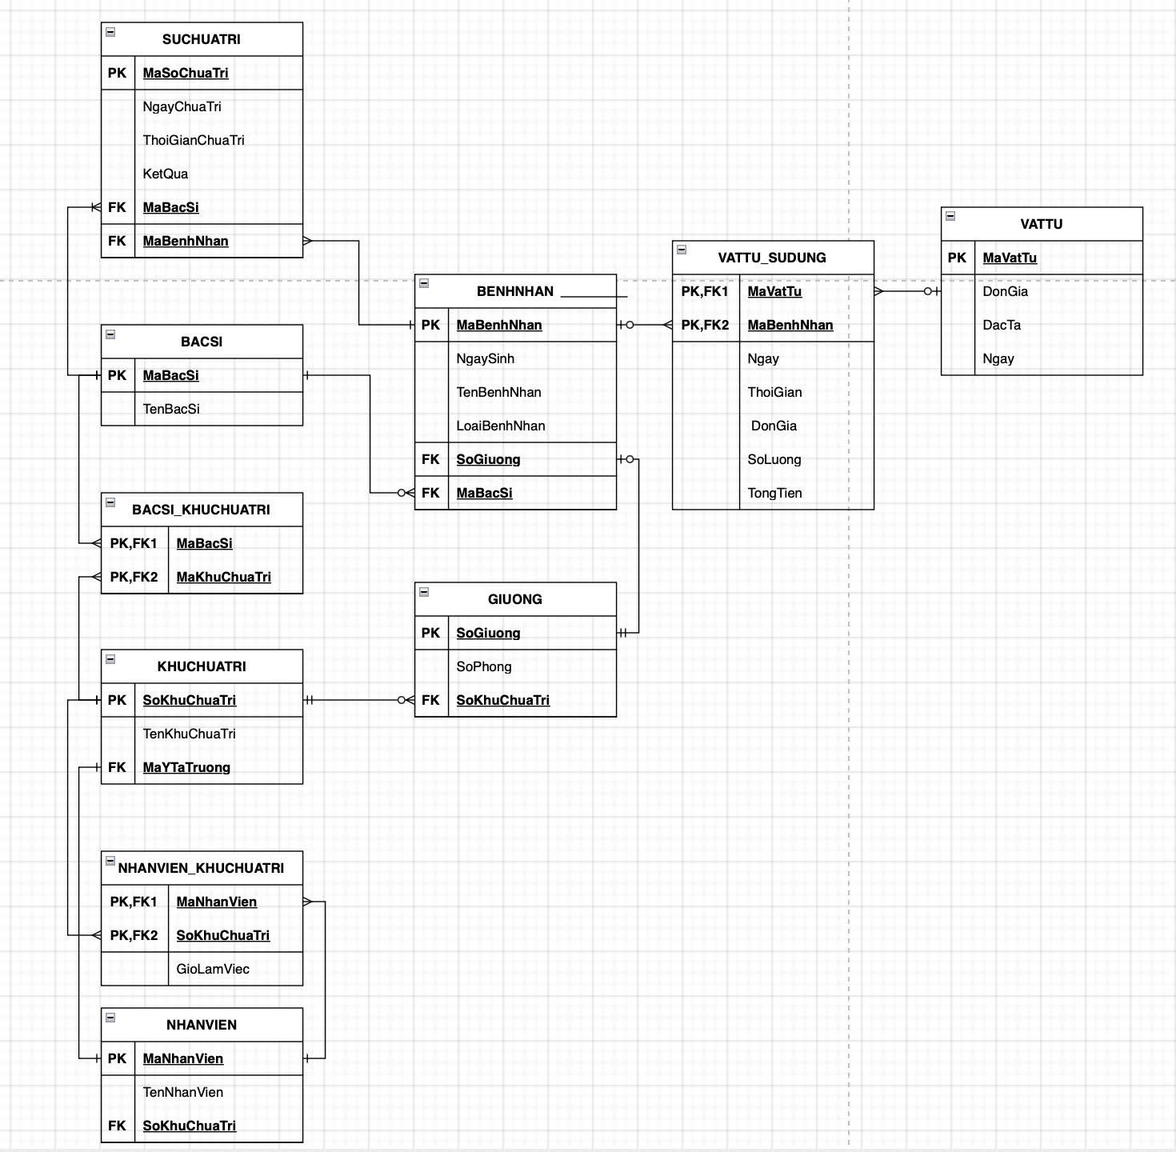 SUCHUATRI
PK MaSoChuaTri
NgayChuaTri
ThoiGianChuaTri
KetQua
FK MaBacSi
FK MaBenhNhan
BACSI
PK MaBacSi
TenBacSi
BACSI_KHUCHUATRI
PK,FK1 MaBacSi
PK,FK2 MaKhuChuaTri
KHUCHUATRI
PK SoKhuChuaTri
TenKhuChuaTri
FK MaYTaTruong
NHANVIEN_KHUCHUATRI
PK,FK1 MaNhanVien
PK,FK2 SoKhuChuaTri
GioLamViec
NHANVIEN
PK MaNhanVien
TenNhanVien
FK SoKhuChuaTri
BENHNHAN
PK MaBenhNhan
NgaySinh
TenBenhNhan
LoaiBenhNhan
FK SoGiuong
FK MaBacSi
GIUONG
PK SoGiuong
SoPhong
FK SoKhuChuaTri
VATTU_SUDUNG
PK,FK1 MaVatTu
PK,FK2 MaBenhNhan
Ngay
ThoiGian
DonGia
SoLuong
TongTien
VATTU
PK MaVatTu
DonGia
DacTa
Ngay